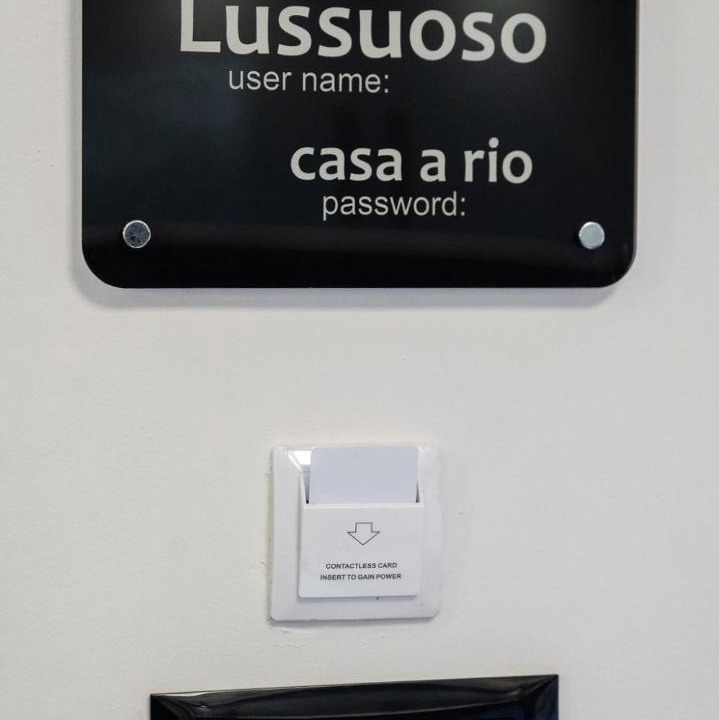 Lussuoso
user name:
casa a rio
password:
CONTACTLESS CARD
INSERT TO GAIN POWER